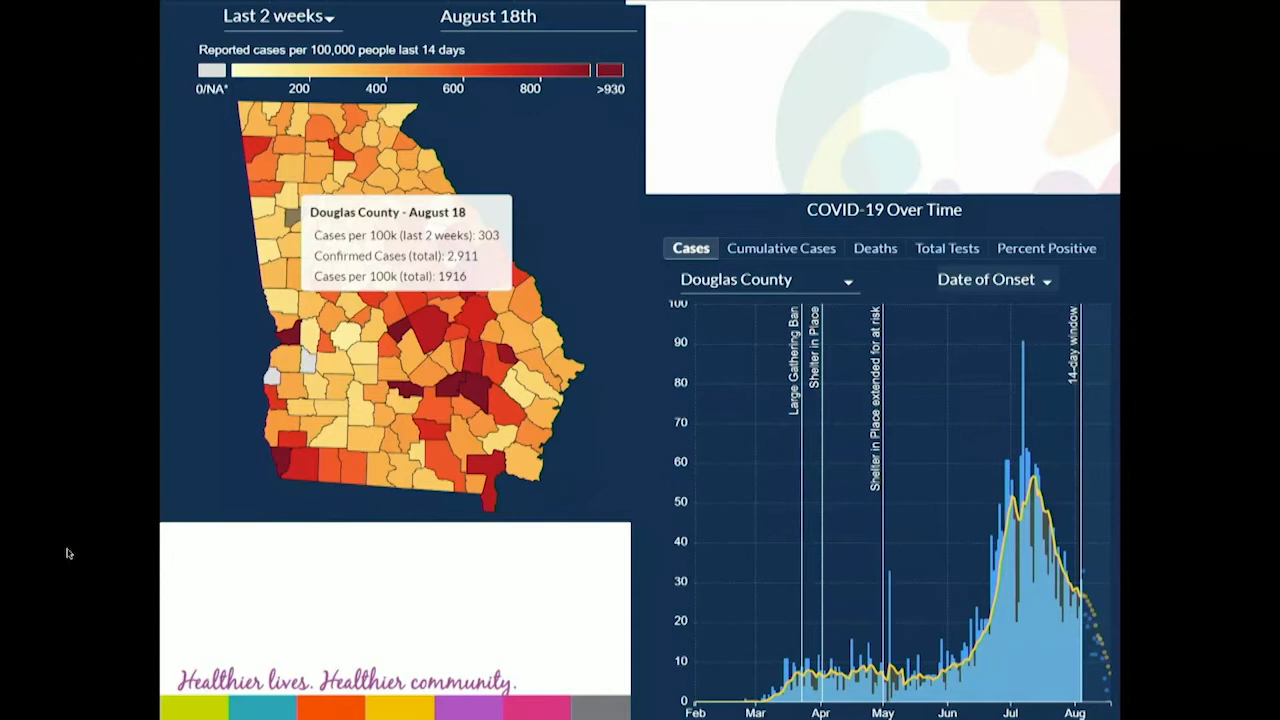 Last 2 weeks
August 18th
Reported cases per 100,000 people last 14 days
0/NA*
200
400
600
800
>930
Douglas County - August 18
Cases per 100k (last 2 weeks): 303
Confirmed Cases (total): 2,911
Cases per 100k (total): 1916
Healthier lives. Healthier community.
COVID-19 Over Time
Cases
Cumulative Cases
Deaths
Total Tests
Percent Positive
Douglas County
Date of Onset
100
90
80
70
60
50
40
30
20
10
0
Large Gathering Ban
Shelter in Place
Shelter in Place extended for at risk
14-day window
Feb
Mar
Apr
May
Jun
Jul
Aug